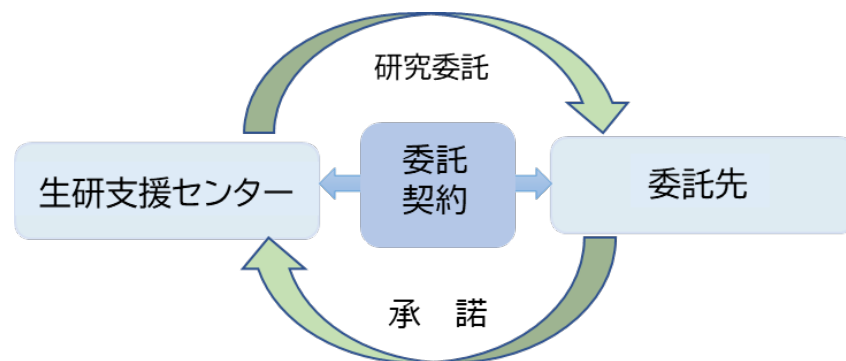 研究委託
生研支援センター
委託
契約
委託先
承　諾